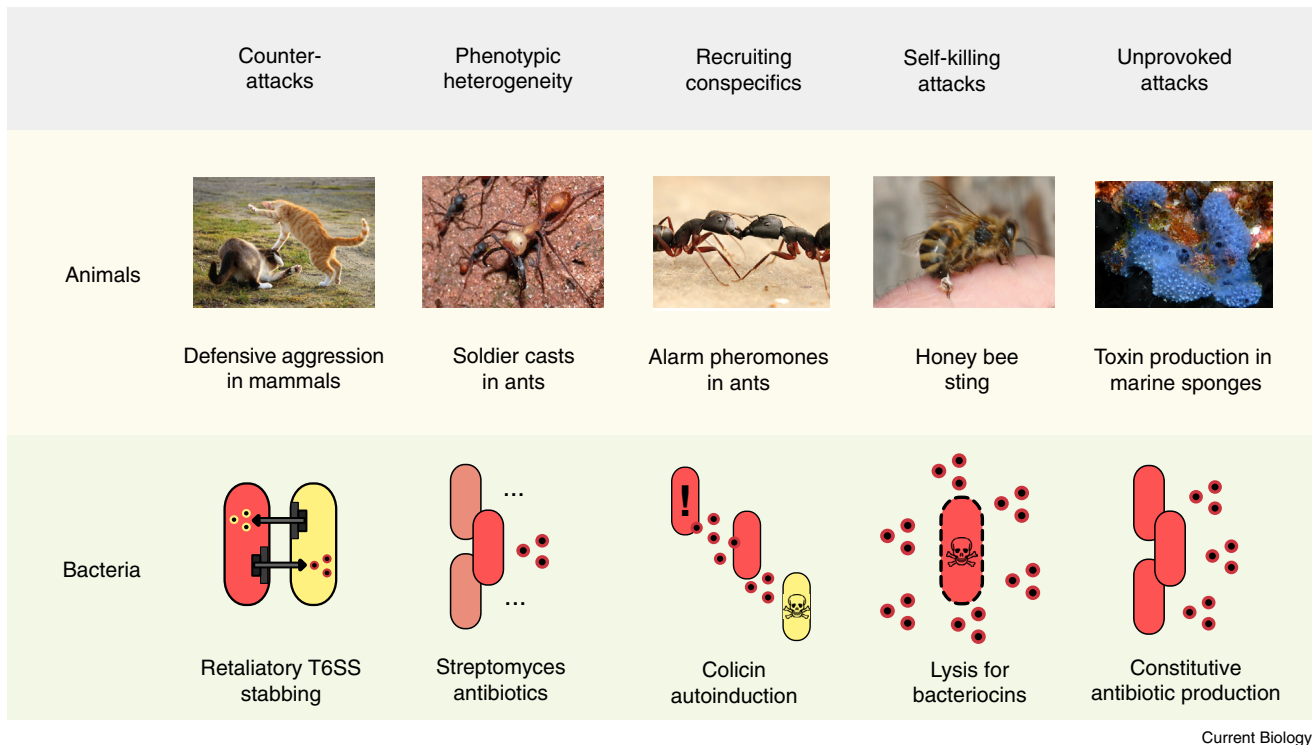 Counter-
attacks
Phenotypic
heterogeneity
Recruiting
conspecifics
Self-killing
attacks
Unprovoked
attacks
Animals
Defensive aggression
in mammals
Soldier casts
in ants
Alarm pheromones
in ants
Honey bee
sting
Toxin production in
marine sponges
...
!
...
Bacteria
Retaliatory T6SS
stabbing
Streptomyces
antibiotics
Colicin
autoinduction
Lysis for
bacteriocins
Constitutive
antibiotic production
Current Biology